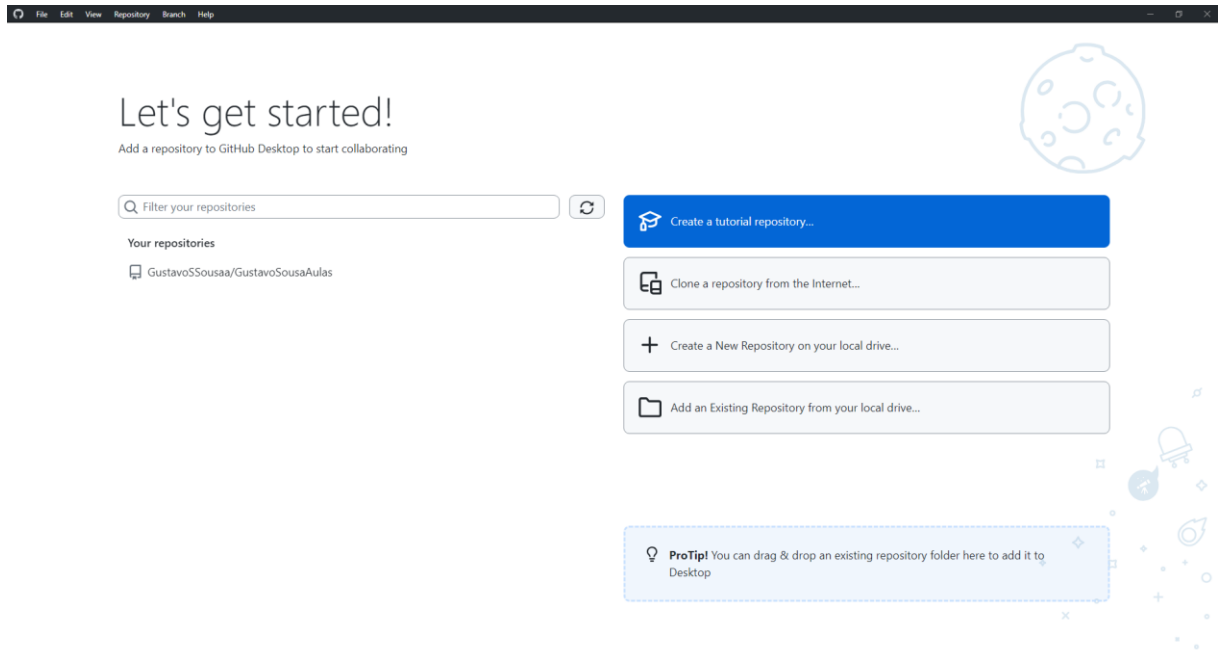 File Edit View Repository Branch Help
Let's get started!
Add a repository to GitHub Desktop to start collaborating
Filter your repositories
Your repositories
GustavoSSousaa/GustavoSousaAulas
Create a tutorial repository...
Clone a repository from the Internet...
Create a New Repository on your local drive...
Add an Existing Repository from your local drive...
ProTip! You can drag & drop an existing repository folder here to add it to
Desktop